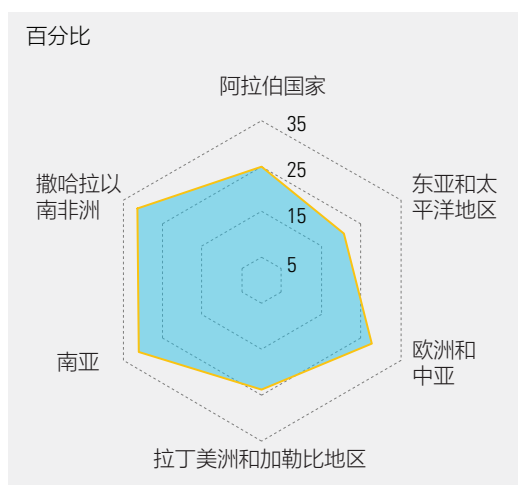 百分比
阿拉伯国家
35
25
15
5
东亚和太
平洋地区
欧洲和
中亚
拉丁美洲和加勒比地区
南亚
撒哈拉以
南非洲